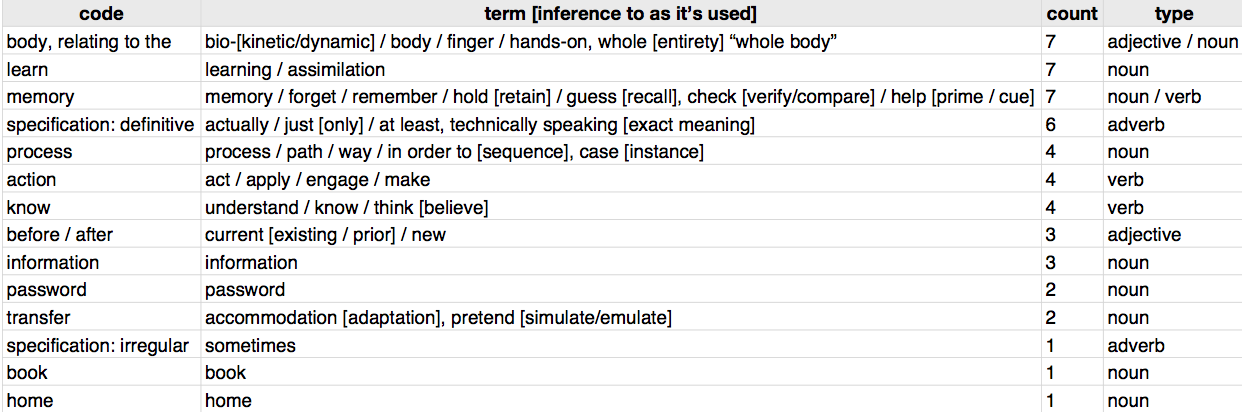 code term [inference to as it’s used] count type
body, relating to the bio-[kinetic/dynamic] / body / finger / hands-on, whole [entirety] “whole body” 7 adjective / noun
learn learning / assimilation 7 noun
memory memory / forget / remember / hold [retain] / guess [recall], check [verify/compare] / help [prime / cue] 7 noun / verb
specification: definitive actually / just [only] / at least, technically speaking [exact meaning] 6 adverb
process process / path / way / in order to [sequence], case [instance] 4 noun
action act / apply / engage / make 4 verb
know understand / know / think [believe] 4 verb
before / after current [existing / prior] / new 3 adjective
information information 3 noun
password password 2 noun
transfer accommodation [adaptation], pretend [simulate/emulate] 2 noun
specification: irregular sometimes 1 adverb
book book 1 noun
home home 1 noun